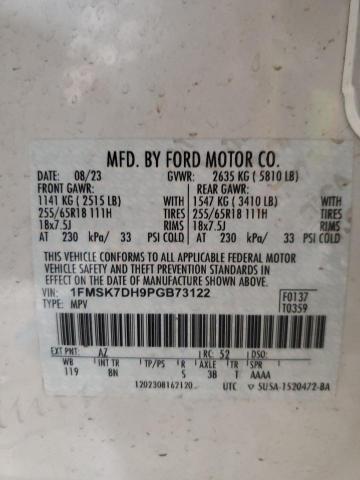 MFD. BY FORD MOTOR CO.
DATE: 08/23 GVWR: 2635 KG ( 5810 LB)
FRONT GAWR: REAR GAWR:
1141 KG ( 2515 LB) WITH 1547 KG ( 3410 LB) WITH
255/65R18 111H TIRES 255/65R18 111H TIRES
18x7.5J RIMS 18x7.5J RIMS
AT 230 kPa/ 33 PSI COLD AT 230 kPa/ 33 PSI COLD
THIS VEHICLE CONFORMS TO ALL APPLICABLE FEDERAL MOTOR
VEHICLE SAFETY, BUMPER, AND THEFT PREVENTION STANDARDS IN
EFFECT ON THE DATE OF MANUFACTURE SHOWN ABOVE.
VIN: 1FMSK7DH9PGB73122 F0137
TYPE: MPV T0359
EXT PNT: AZ RC: 52 DSO:
WB INT TR TP/PS R AXLE TR SPR
119 BN 5 3B T AAAA
1202308162120 UTC 5U5A-1520472-BA